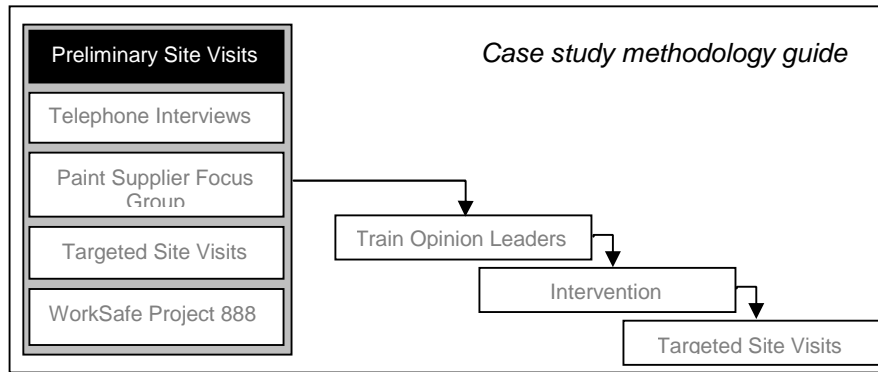 Preliminary Site Visits
Case study methodology guide
Telephone Interviews
Paint Supplier Focus
Group
Targeted Site Visits
WorkSafe Project 888
Train Opinion Leaders
Intervention
Targeted Site Visits